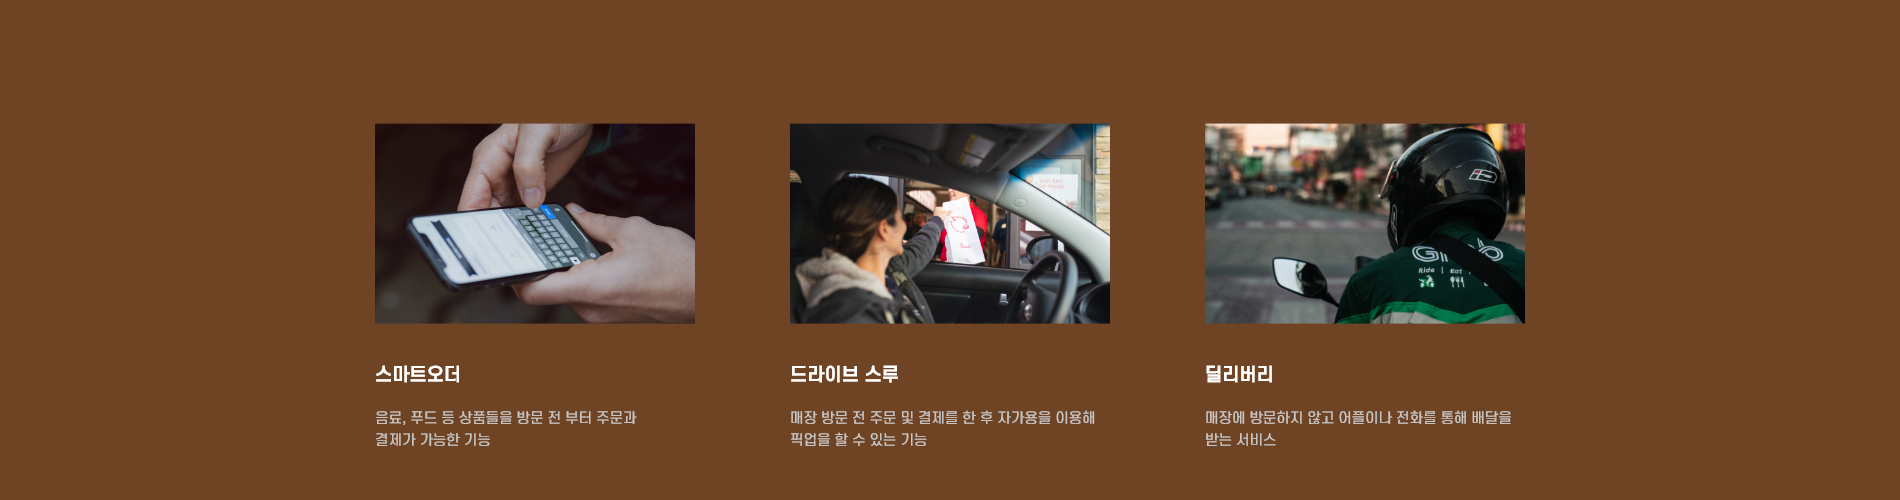 Grab
Ride | Eat
스마트오더
음료, 푸드 등 상품들을 방문 전 부터 주문과
결제가 가능한 기능
드라이브 스루
매장 방문 전 주문 및 결제를 한 후 자가용을 이용해
픽업을 할 수 있는 기능
딜리버리
매장에 방문하지 않고 어플이나 전화를 통해 배달을
받는 서비스